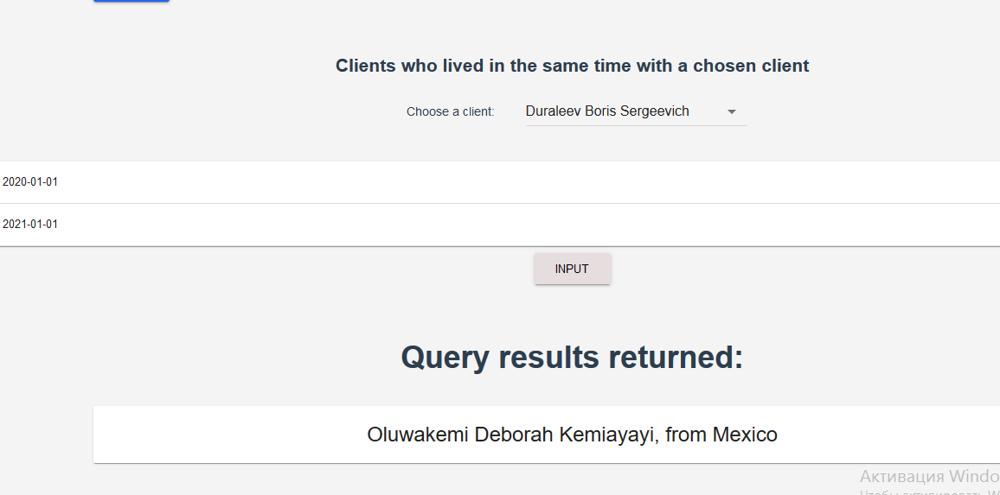 Clients who lived in the same time with a chosen client
Choose a client: Duraleev Boris Sergeevich
2020-01-01
2021-01-01
INPUT
Query results returned:
Oluwakemi Deborah Kemiayayi, from Mexico
Активация Windo